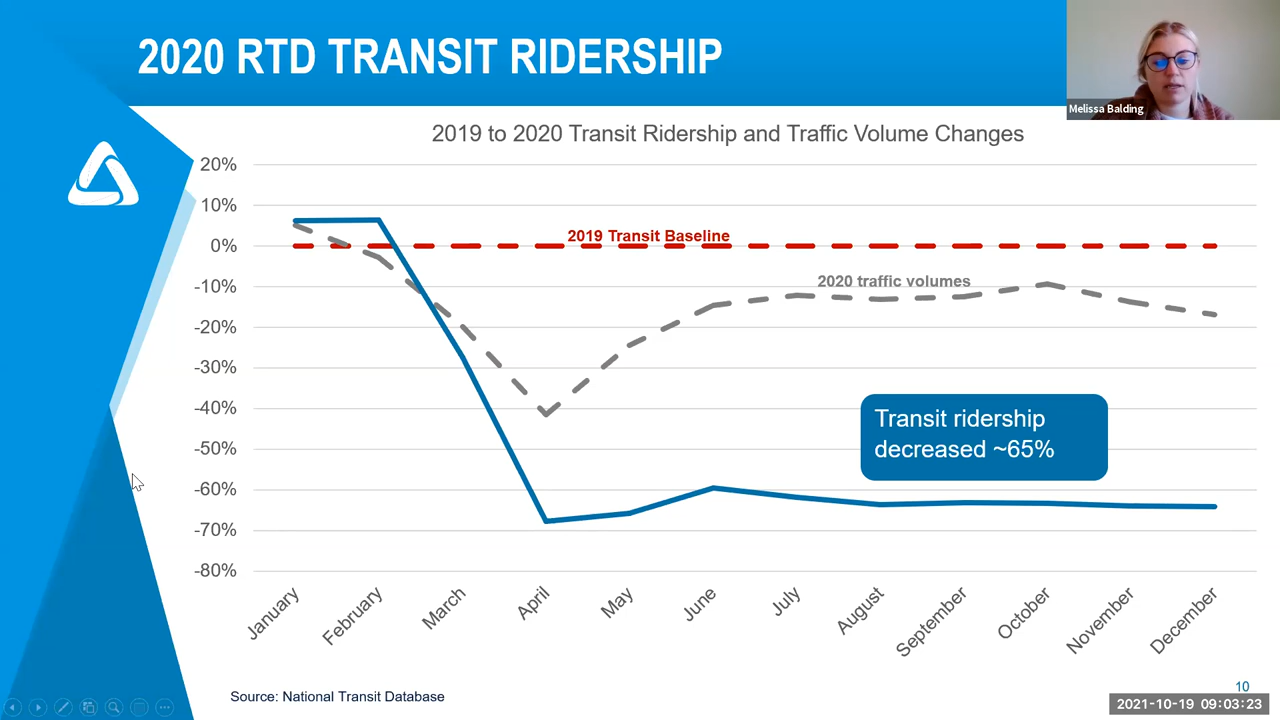 2020 RTD TRANSIT RIDERSHIP
Melissa Balding
2019 to 2020 Transit Ridership and Traffic Volume Changes
20%
10%
0%
-10%
-20%
-30%
-40%
-50%
-60%
-70%
-80%
2019 Transit Baseline
2020 traffic volumes
Transit ridership
decreased ~65%
January
February
March
April
May
June
July
August
September
October
November
December
Source: National Transit Database
10
2021-10-19 09:03:23